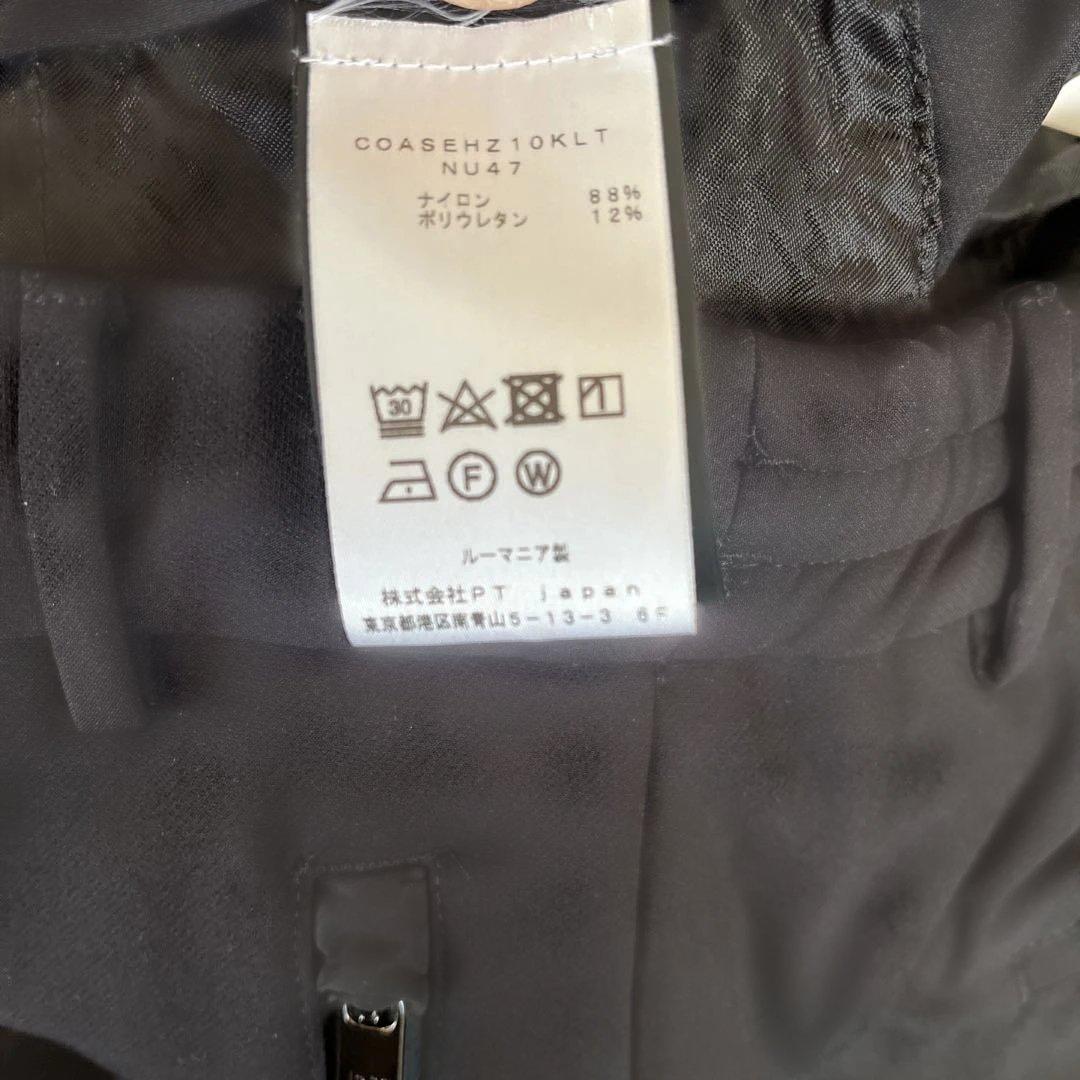 COASEHZ10KLT
NU47
ナイロン 88%
ポリウレタン 12%
30
F W
ルーマニア製
株式会社PT japan
東京都港区南青山5-13-3 6F